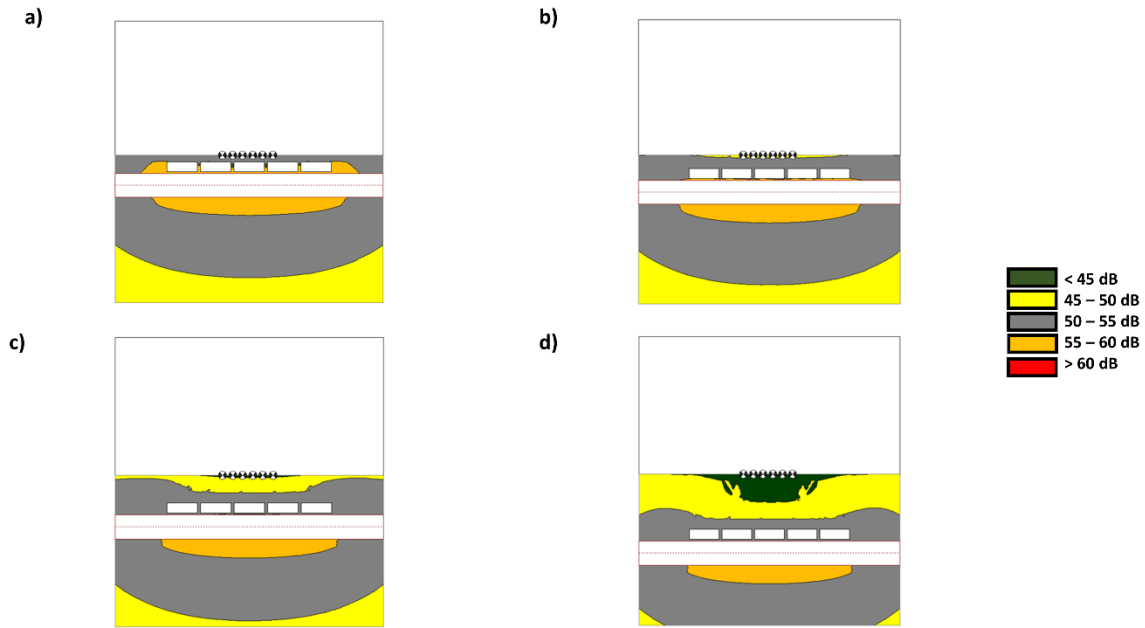 a)
b)
c)
d)
< 45 dB
45 – 50 dB
50 – 55 dB
55 – 60 dB
> 60 dB